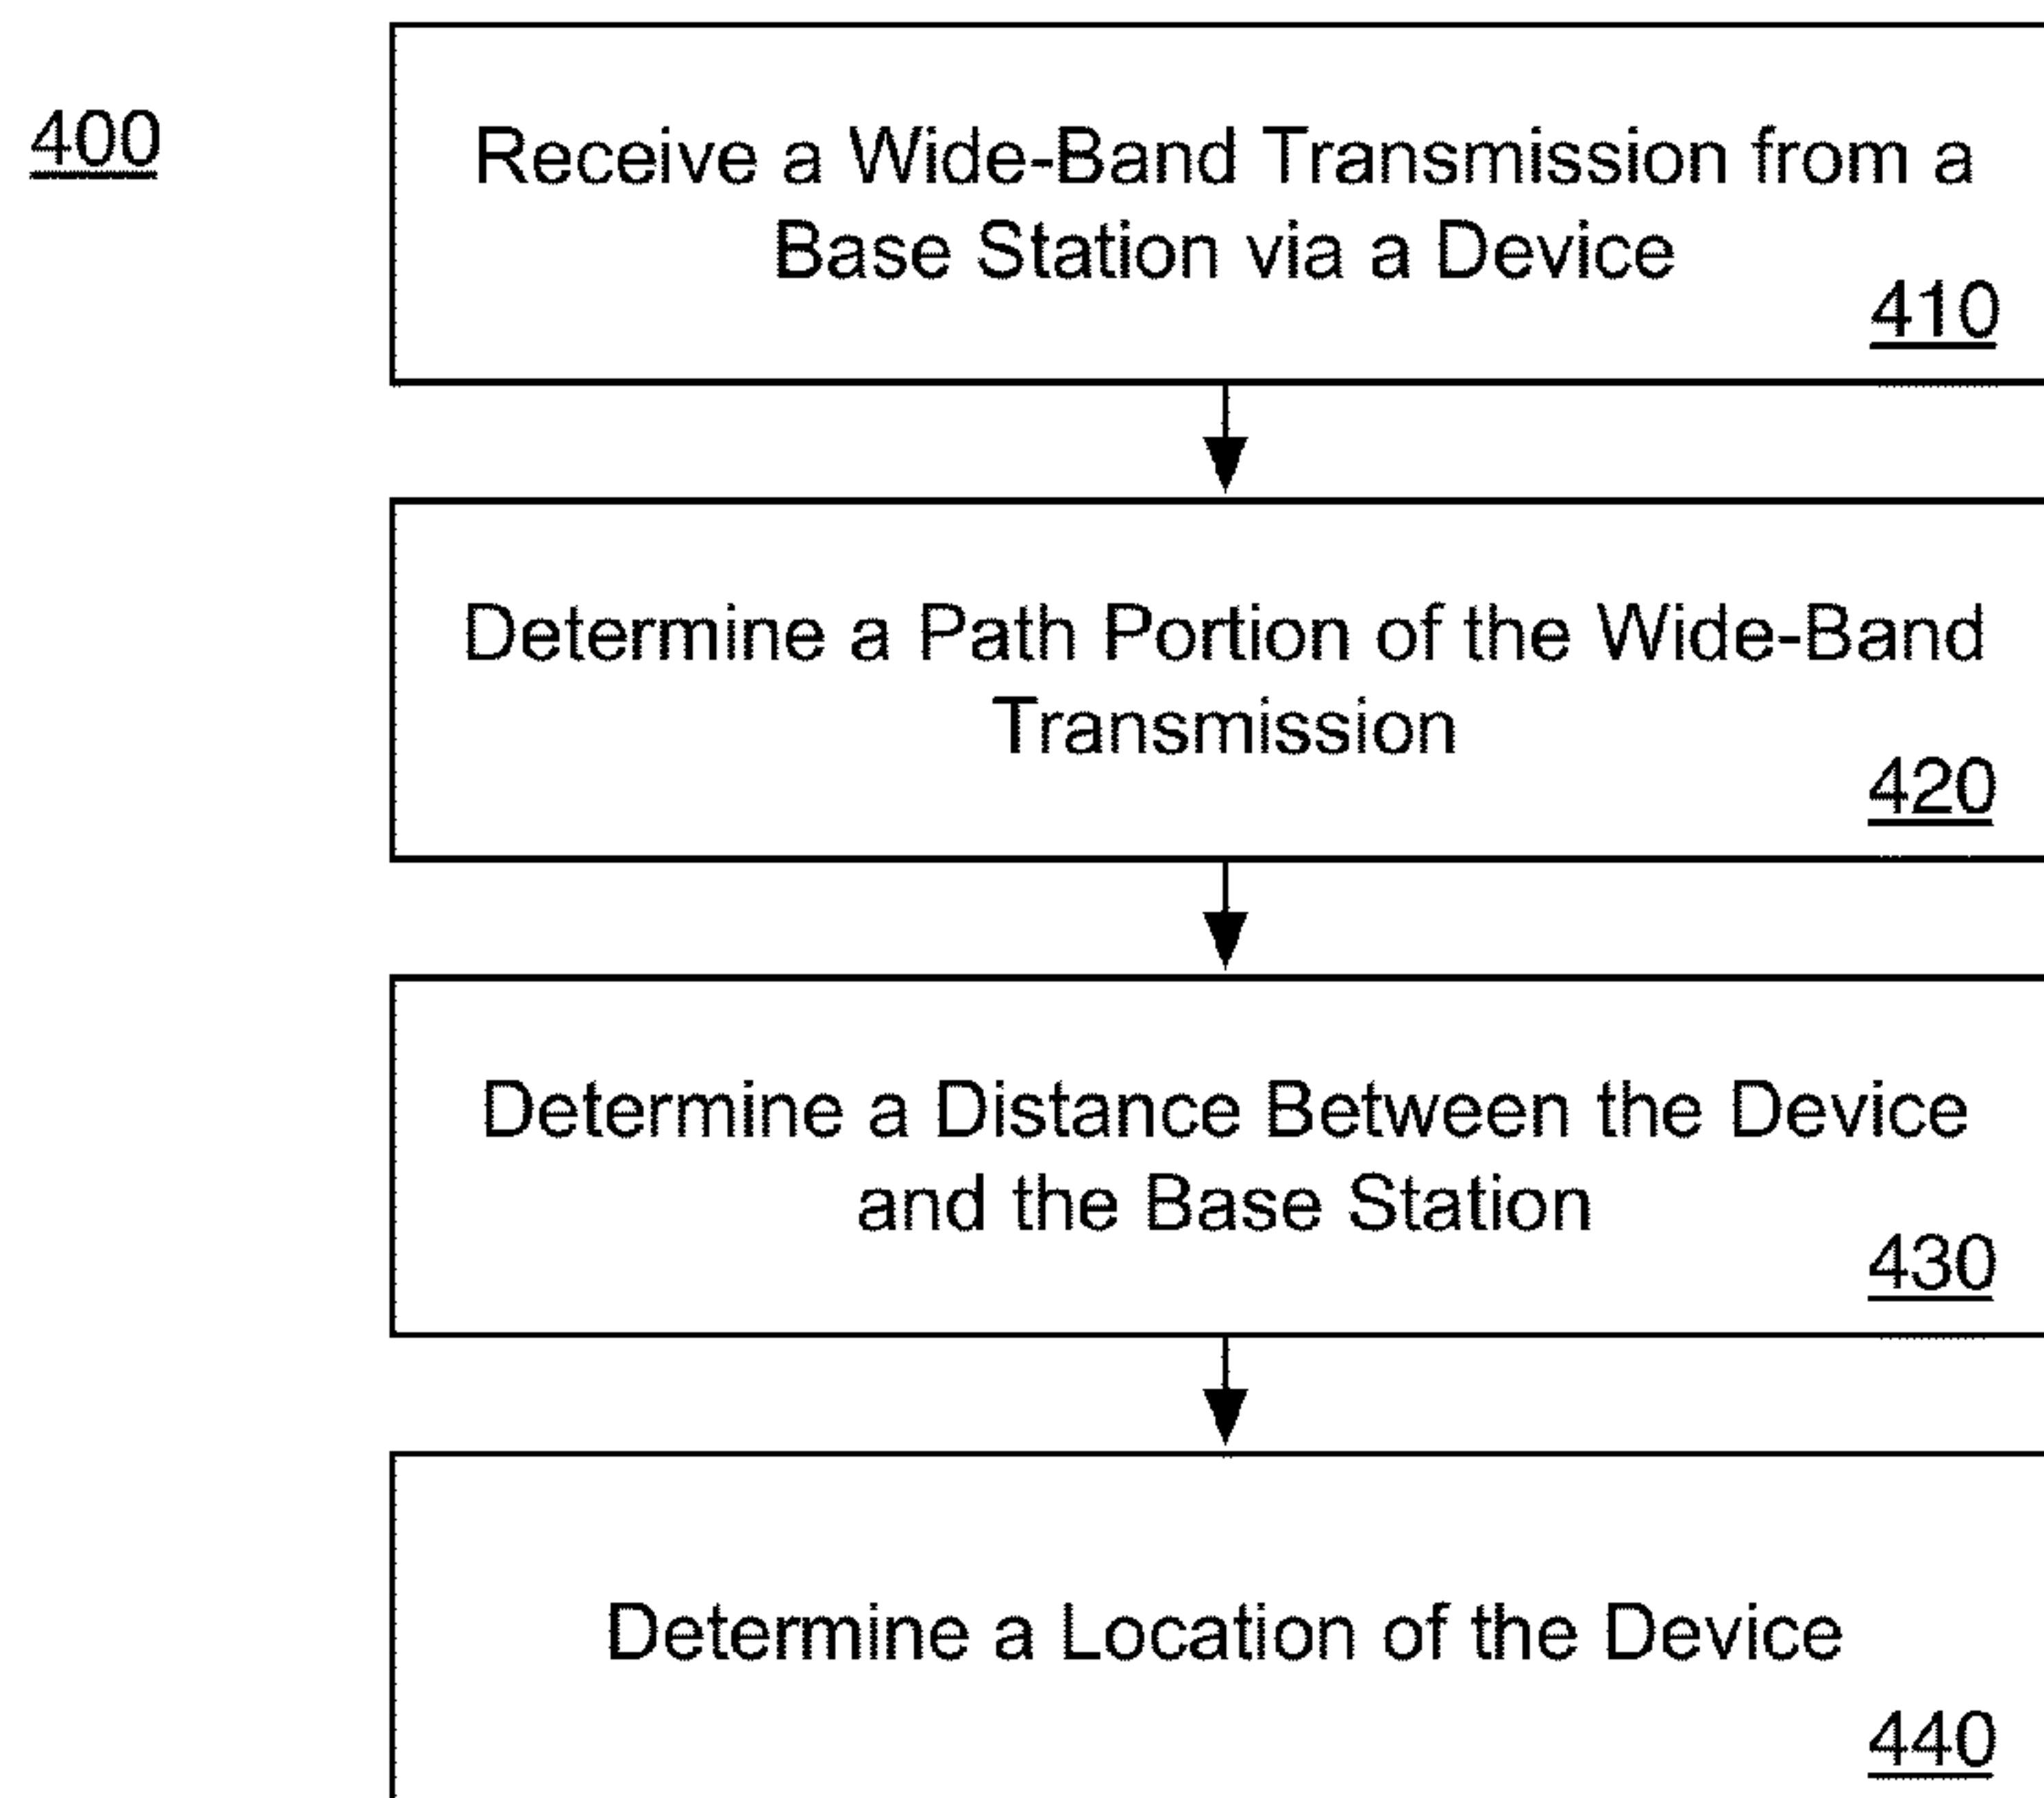 400
Receive a Wide-Band Transmission from a
Base Station via a Device
410
Determine a Path Portion of the Wide-Band
Transmission
420
Determine a Distance Between the Device
and the Base Station
430
Determine a Location of the Device
440